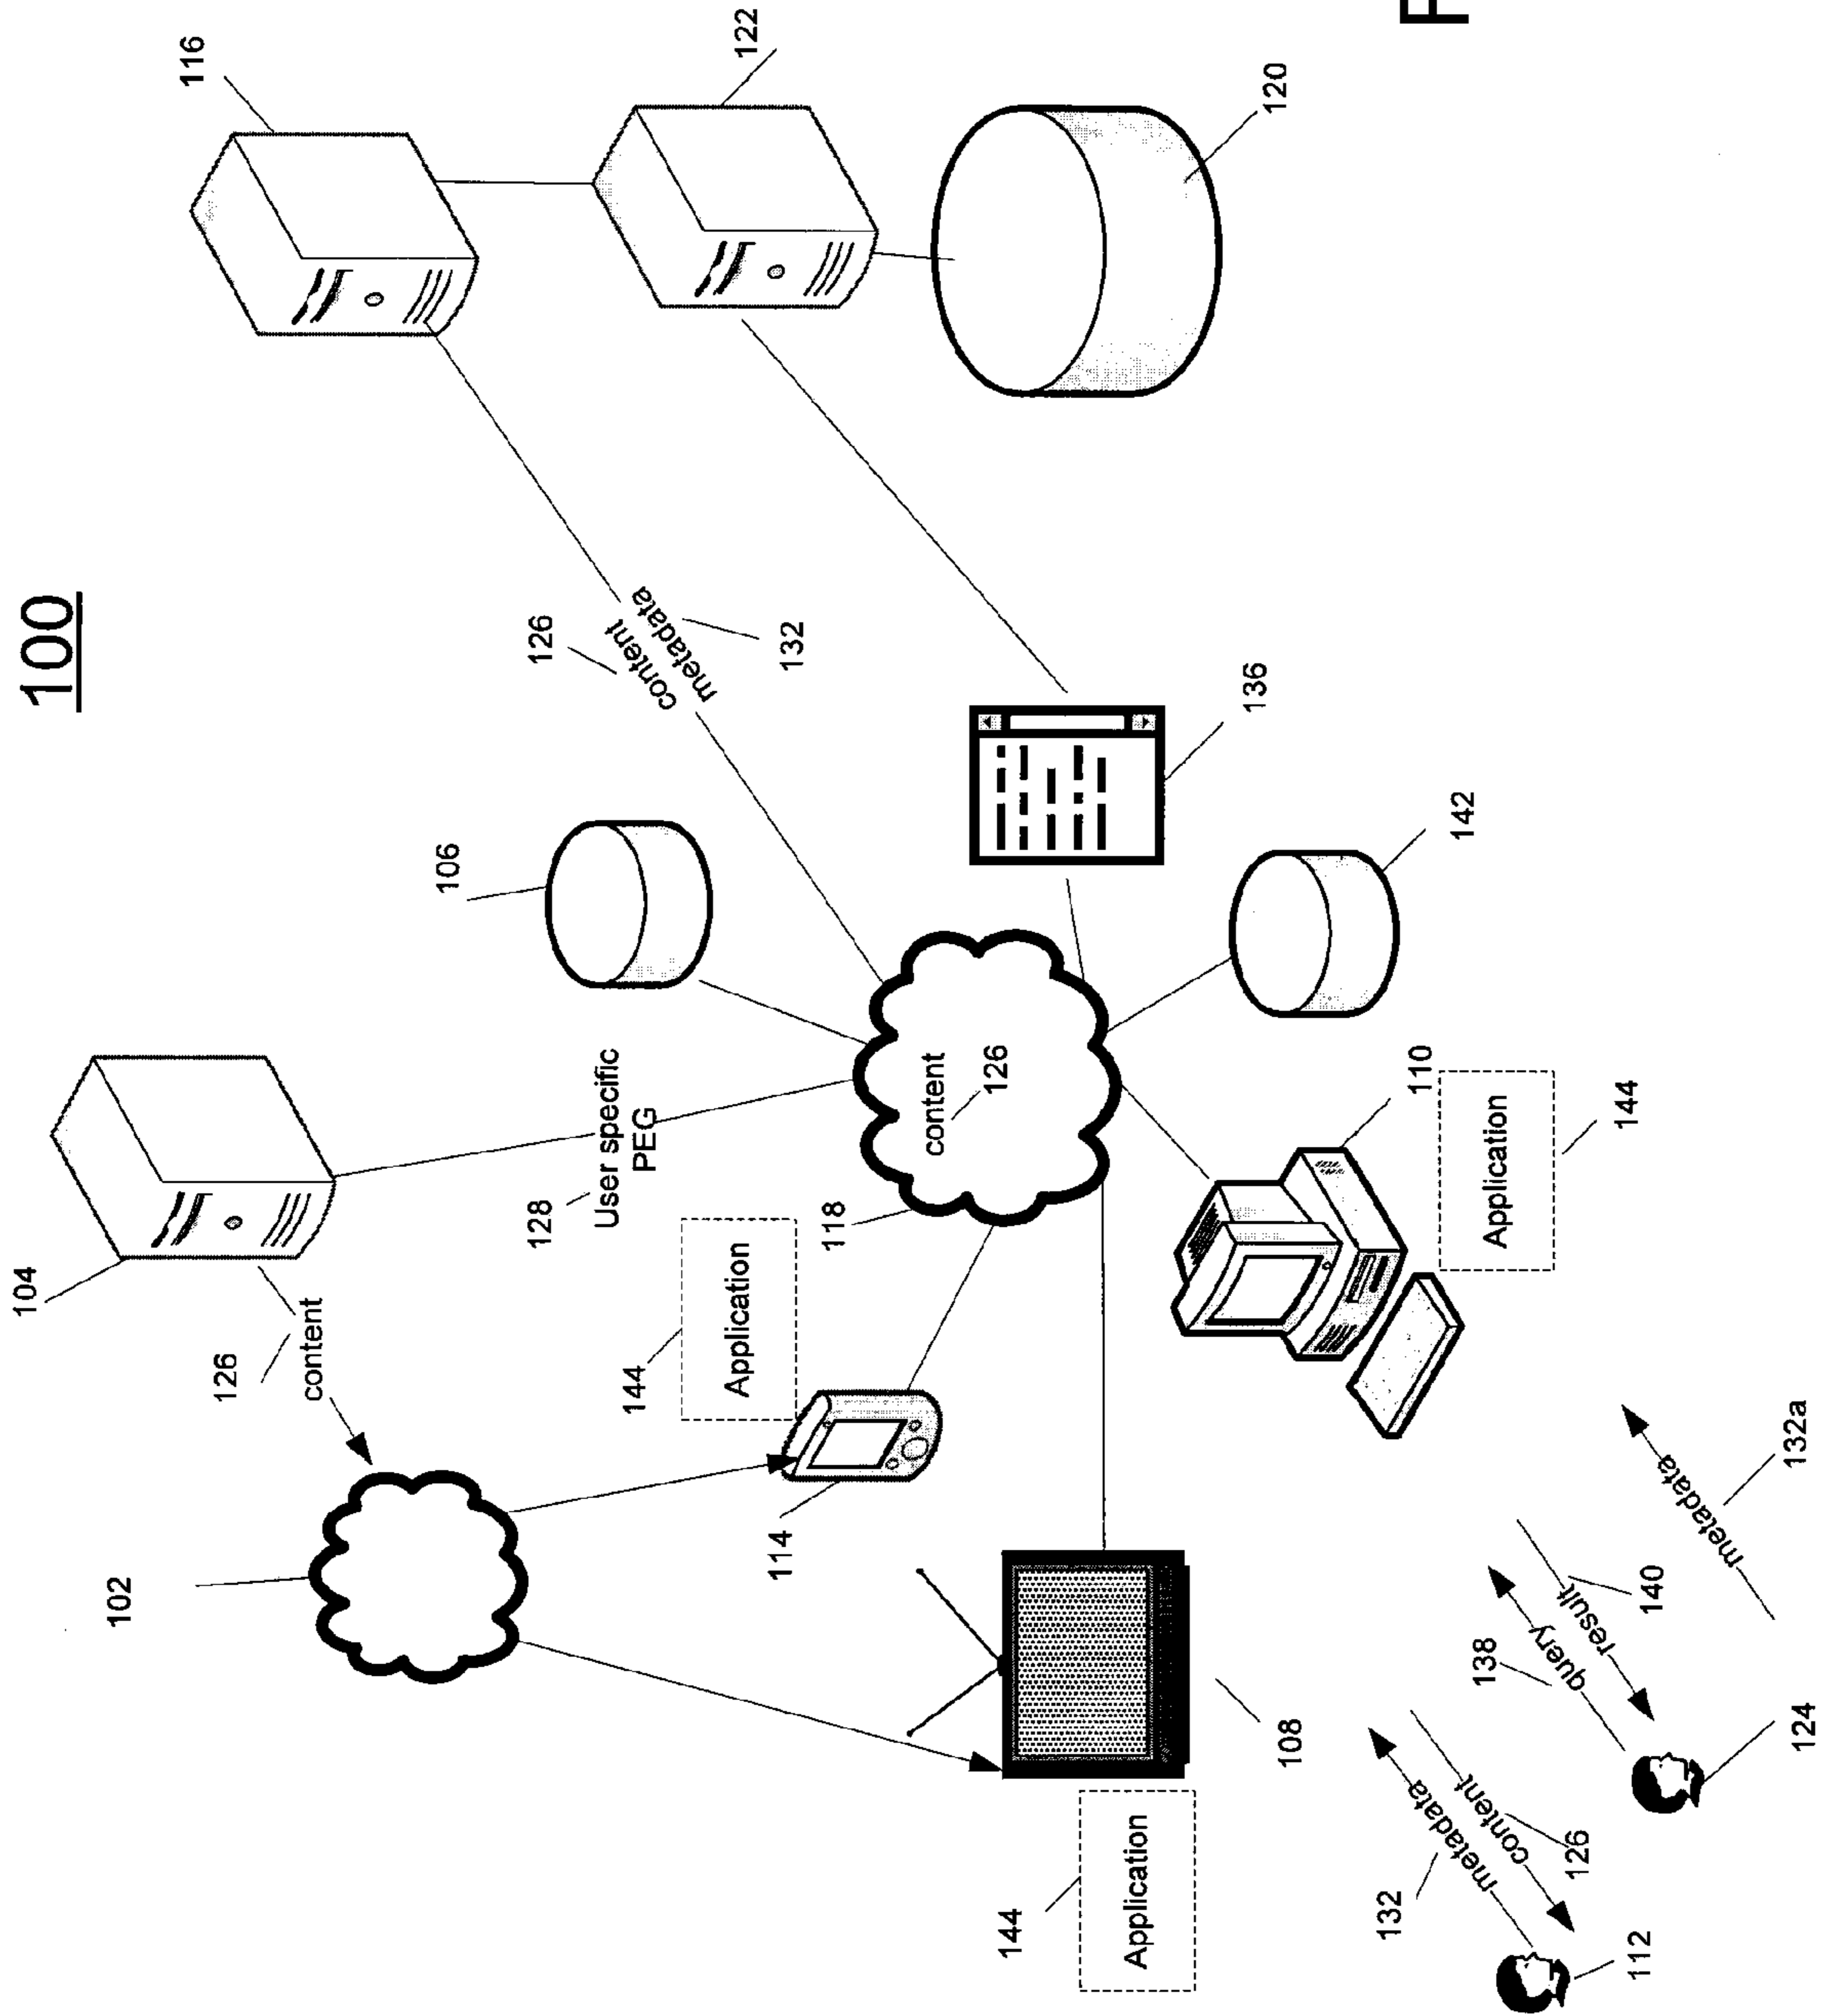 100
104
102
116
126
content
106
126
128
User specific
PEG
144
content
metadata
132
Application
122
114
118
content
126
144
Application
136
120
108
132
metadata
content
126
110
142
F
Application
144
138
query
result
140
112
metadata
132a
124